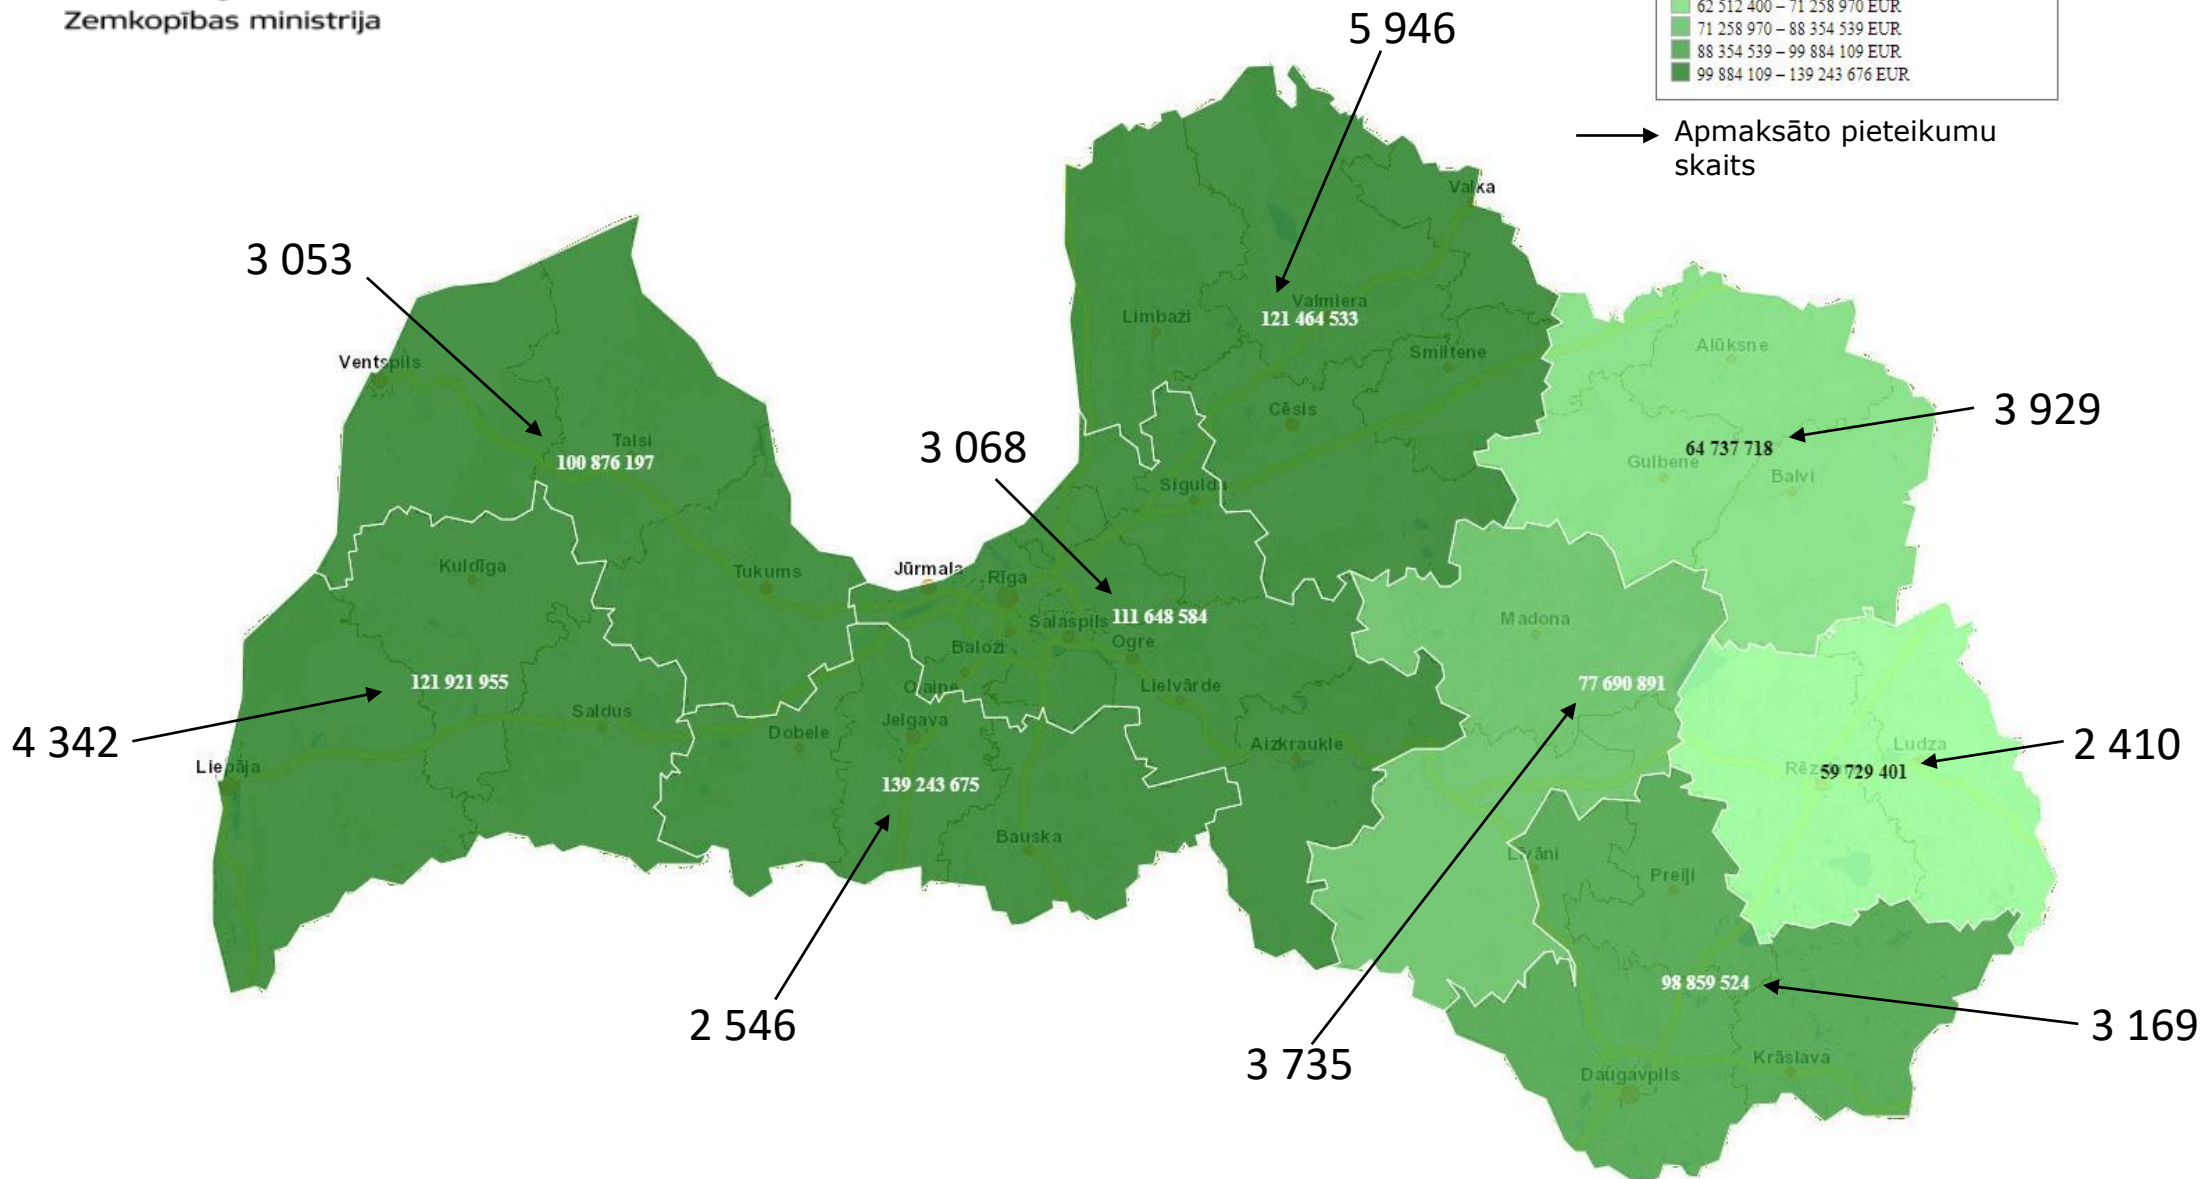 Zemkopības ministrija
62 512 400 – 71 258 970 EUR
71 258 970 – 88 354 539 EUR
88 354 539 – 99 884 109 EUR
99 884 109 – 139 243 676 EUR
Apmaksāto pieteikumu
skaits
5 946
Valka
3 053
Valmiera
121 464 533
Limbaži
Smiltene
Alūksne
Ventspils
Cēsis
3 929
Talsi
100 876 197
3 068
64 737 718
Gulbene
Balvi
Sigulda
Kuldīga
Tukums
Jūrmala
Rīga
111 648 584
Salaspils
Ogre
Madona
Baloži
121 921 955
Olaine
Lielvārde
77 690 891
Saldus
4 342
Dobele
Jelgava
Aizkraukle
Ludza
2 410
Liepāja
59 729 401
139 243 675
Bauska
Līvāni
Preiļi
98 859 524
2 546
3 169
3 735
Krāslava
Daugavpils